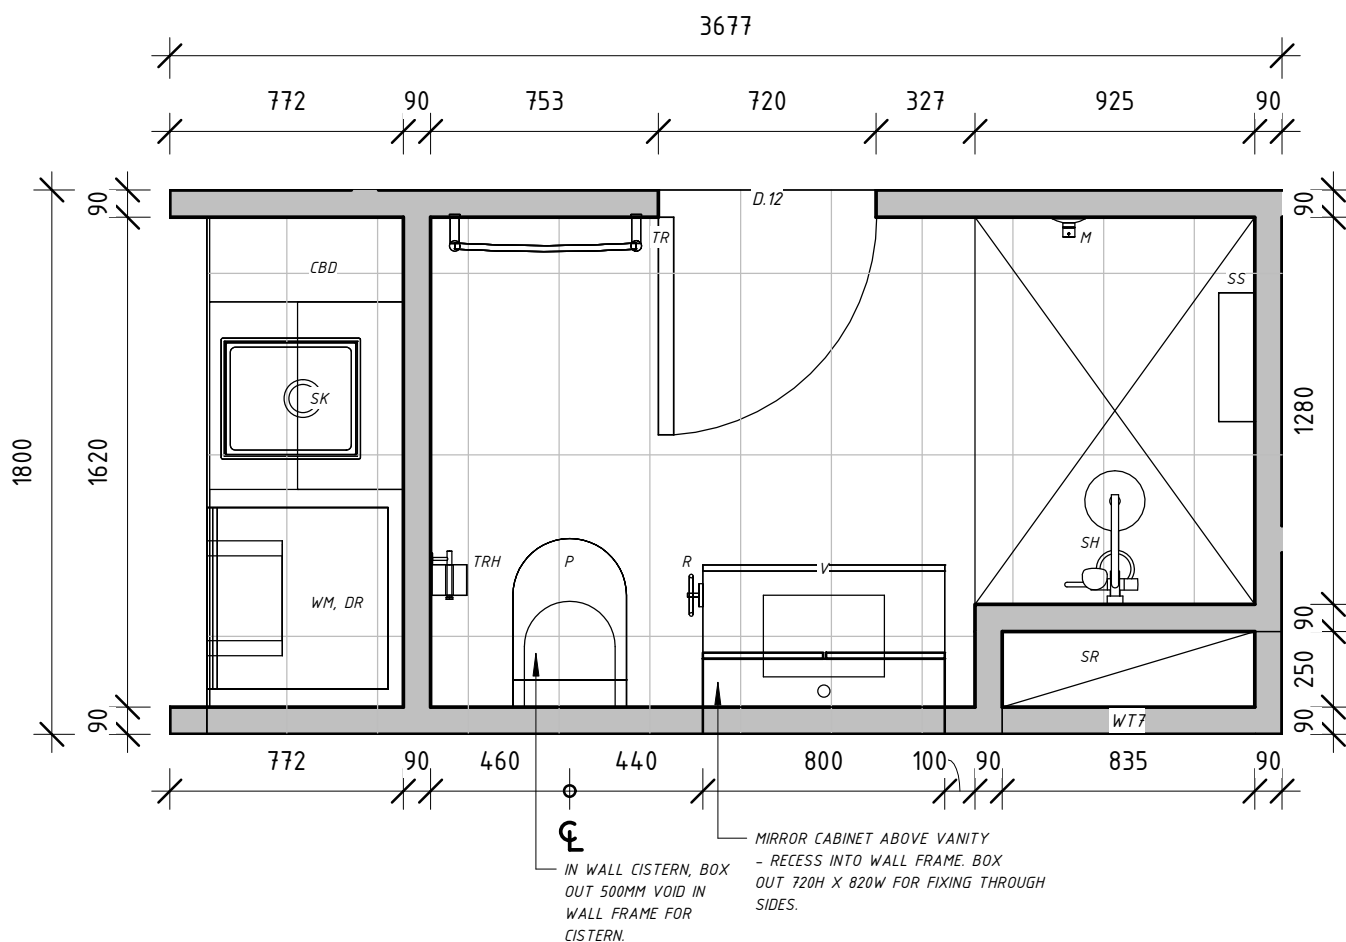 3677
772 90 753 720 327 925 90
90 D.12 90
TR M
CBD SS
SK
1800 1620 1280
SH
TRH P R V
WM, DR 90
SR 250
90 WT7 90
772 90 460 440 800 100 90 835 90
℄
MIRROR CABINET ABOVE VANITY
- RECESS INTO WALL FRAME. BOX
OUT 720H X 820W FOR FIXING THROUGH
SIDES.
IN WALL CISTERN, BOX
OUT 500MM VOID IN
WALL FRAME FOR
CISTERN.